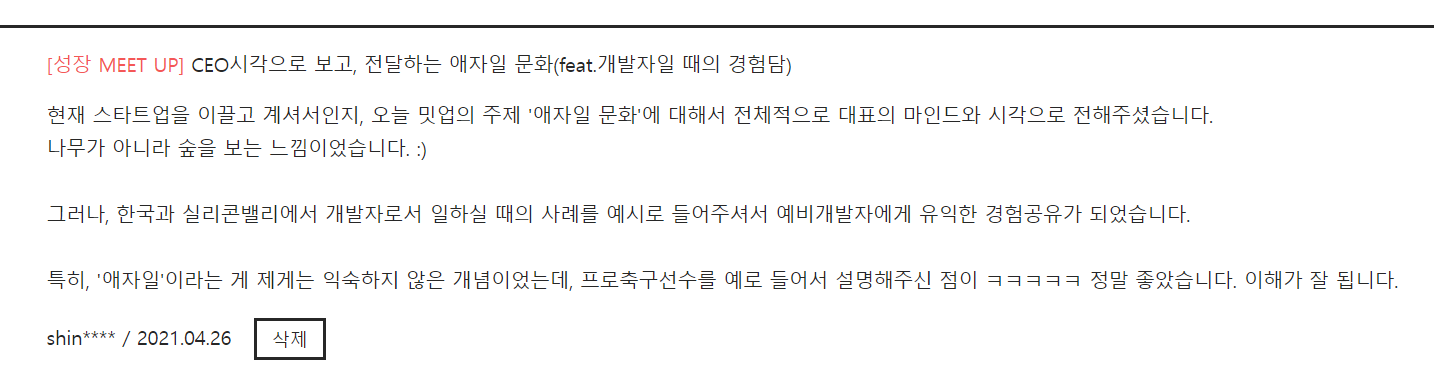 [성장 MEET UP] CEO시각으로 보고, 전달하는 애자일 문화(feat.개발자일 때의 경험담)
현재 스타트업을 이끌고 계셔서인지, 오늘 밋업의 주제 '애자일 문화'에 대해서 전체적으로 대표의 마인드와 시각으로 전해주셨습니다.
나무가 아니라 숲을 보는 느낌이었습니다. :)
그러나, 한국과 실리콘밸리에서 개발자로서 일하실 때의 사례를 예시로 들어주셔서 예비개발자에게 유익한 경험공유가 되었습니다.
특히, '애자일'이라는 게 제게는 익숙하지 않은 개념이었는데, 프로축구선수를 예로 들어서 설명해주신 점이 ㅋㅋㅋㅋㅋ 정말 좋았습니다. 이해가 잘 됩니다.
shin**** / 2021.04.26 삭제